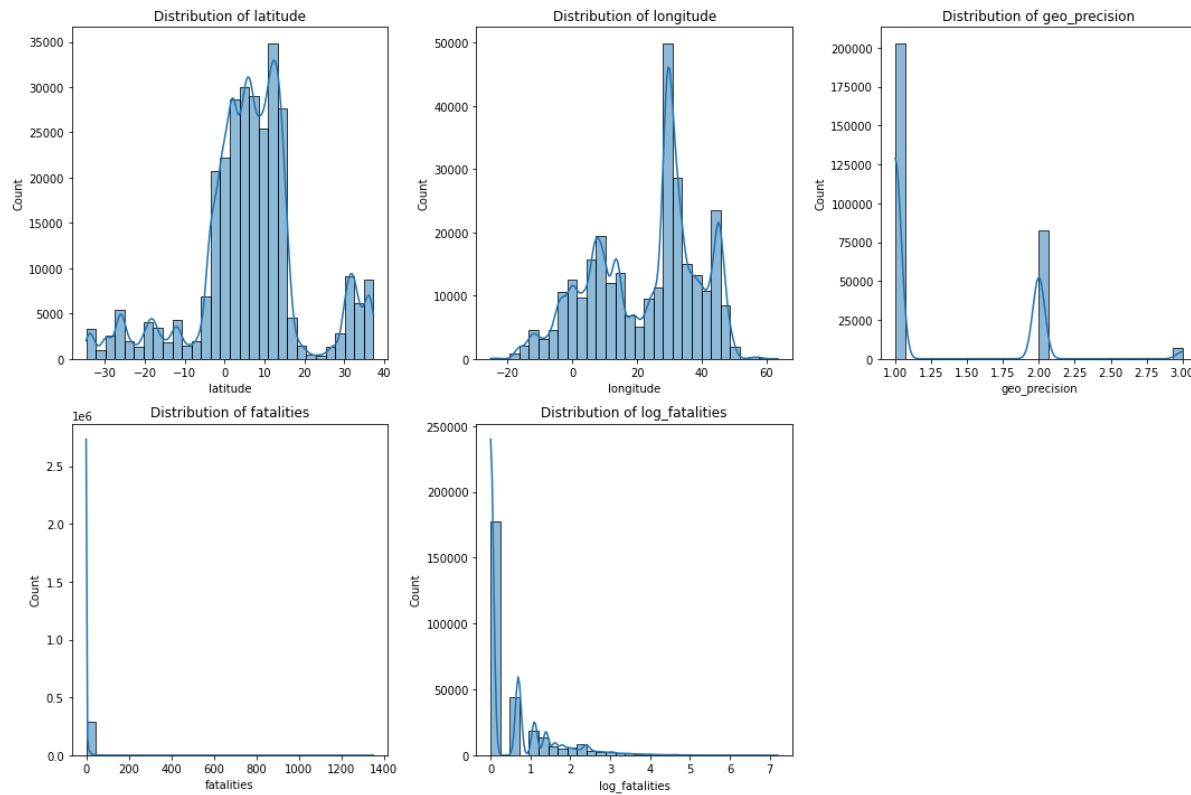 Distribution of latitude
35000
30000
25000
20000
15000
10000
5000
0
Count
−30 −20 −10 0 10 20 30 40
latitude
Distribution of longitude
50000
40000
30000
20000
10000
0
Count
−20 0 20 40 60
longitude
Distribution of geo_precision
200000
175000
150000
125000
100000
75000
50000
25000
0
Count
1.00 1.25 1.50 1.75 2.00 2.25 2.50 2.75 3.00
geo_precision
Distribution of fatalities
1e6
2.5
2.0
1.5
1.0
0.5
0.0
Count
0 200 400 600 800 1000 1200 1400
fatalities
Distribution of log_fatalities
250000
200000
150000
100000
50000
0
Count
0 1 2 3 4 5 6 7
log_fatalities